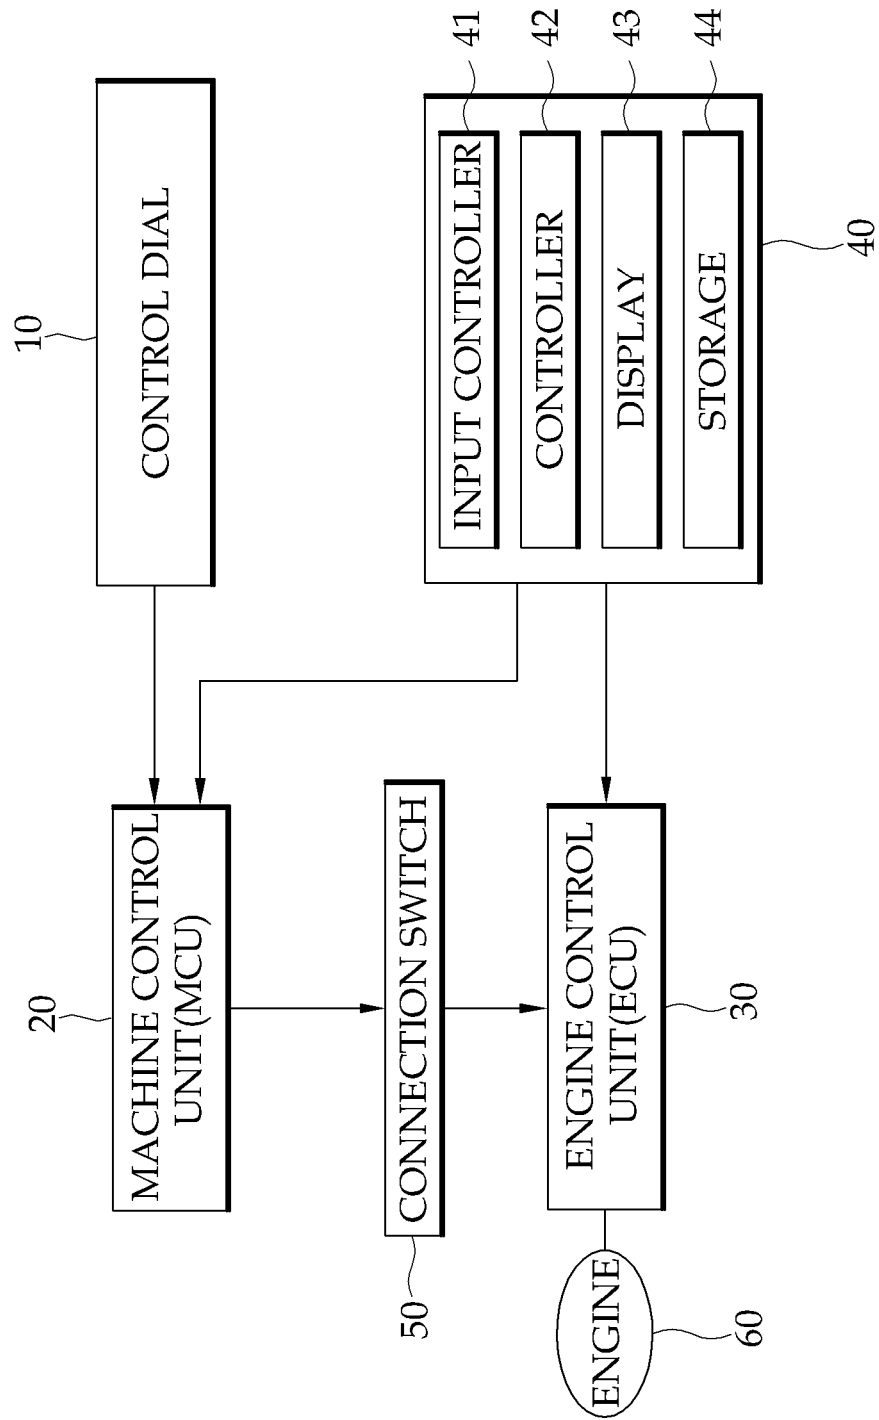 10
CONTROL DIAL
20
MACHINE CONTROL
UNIT(MCU)
50
CONNECTION SWITCH
60
ENGINE
ENGINE CONTROL
UNIT(ECU)
30
INPUT CONTROLLER
41
CONTROLLER
42
DISPLAY
43
STORAGE
44
40